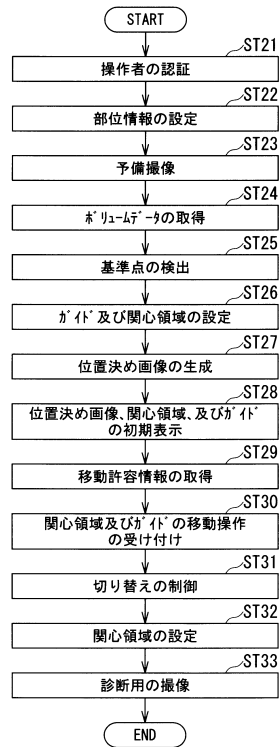 START
ST21
操作者の認証
ST22
部位情報の設定
ST23
予備撮像
ST24
ﾎﾞﾘｭｰﾑﾃﾞｰﾀの取得
ST25
基準点の検出
ST26
ｶﾞｲﾄﾞ及び関心領域の設定
ST27
位置決め画像の生成
ST28
位置決め画像、関心領域、及びｶﾞｲﾄﾞ
の初期表示
ST29
移動許容情報の取得
ST30
関心領域及びｶﾞｲﾄﾞの移動操作
の受け付け
ST31
切り替えの制御
ST32
関心領域の設定
ST33
診断用の撮像
END